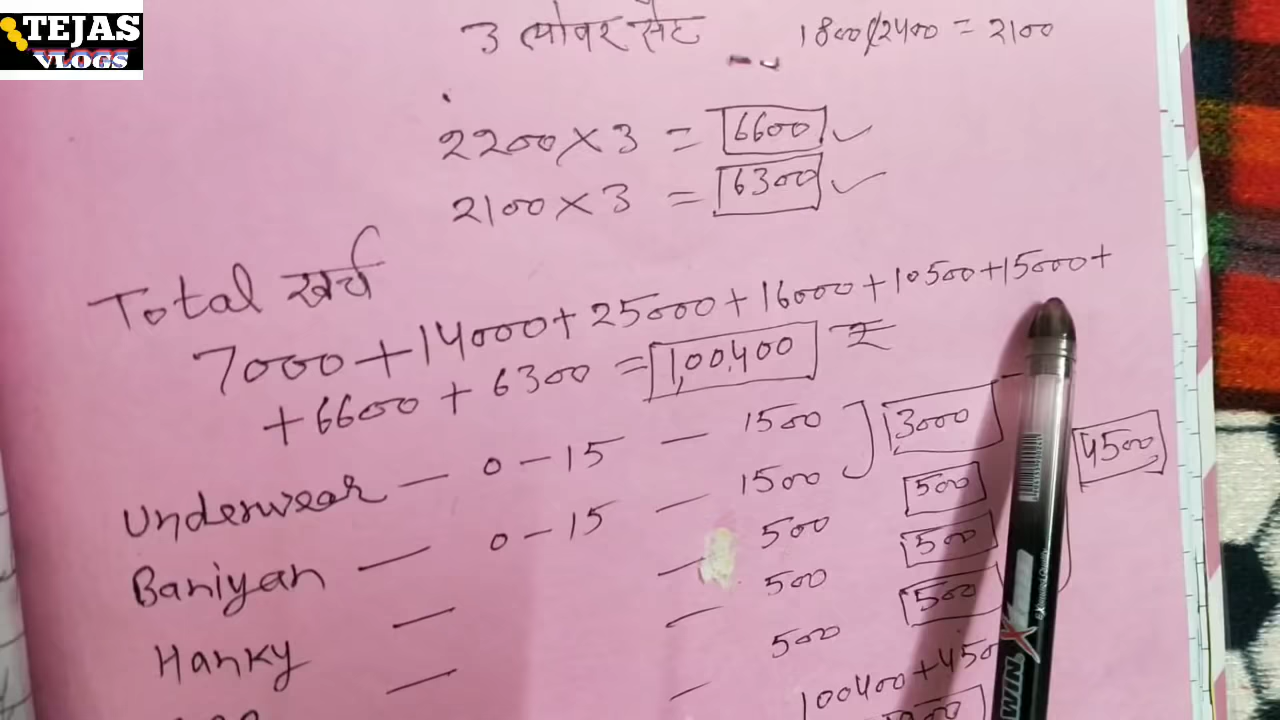 TEJAS
VLOGS
3 लोवर सेट 1800/2400 = 2100
2200 × 3 = 6600 ✓
2100 × 3 = 6300 ✓
Total खर्च
7000 + 14000 + 25000 + 16000 + 10500 + 15000 +
+ 6600 + 6300 = 1,00,400 ₹
Underwear — 0 - 15 — 1500 3000
Baniyan — 0 - 15 — 1500 500 4500
Hanky — — 500 500
— — 500 500
— 500
100400 + 450
WIN